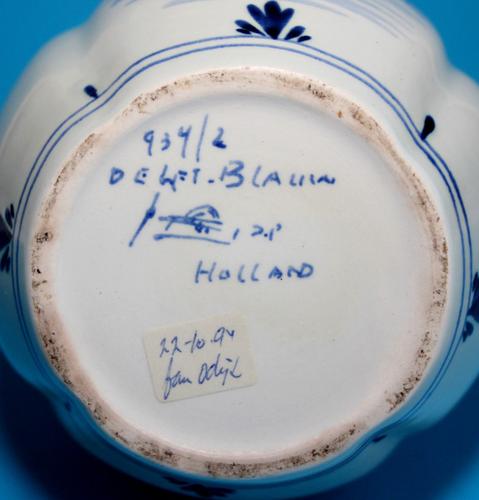 934/2
DELFT-BLAUW
HOLLAND
22-10-94
fam Odijk